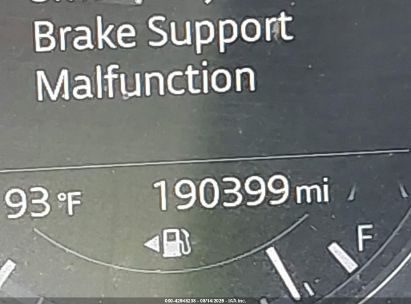 Brake Support
Malfunction
93°F 190399 mi
F